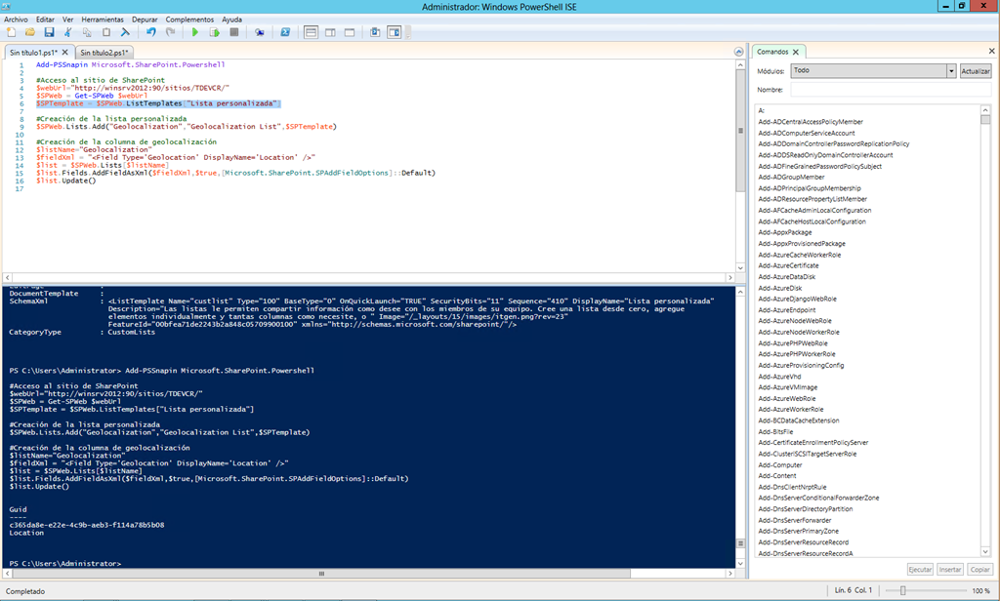 Administrador: Windows PowerShell ISE
Archivo Editar Ver Herramientas Depurar Complementos Ayuda
Sin título1.ps1* Sin título2.ps1*
1 Add-PSSnapin Microsoft.SharePoint.Powershell
2
3 #Acceso al sitio de SharePoint
4 $webUrl="http://winsrv2012:90/sitios/TDEVCR/"
5 $SPWeb = Get-SPWeb $webUrl
6 $SPTemplate = $SPWeb.ListTemplates["Lista personalizada"]
7
8 #Creación de la lista personalizada
9 $SPWeb.Lists.Add("Geolocalization","Geolocalization List",$SPTemplate)
10
11 #Creación de la columna de geolocalización
12 $listName="Geolocalization"
13 $fieldXml = "<Field Type='Geolocation' DisplayName='Location' />"
14 $list = $SPWeb.Lists[$listName]
15 $list.Fields.AddFieldAsXml($fieldXml,$true,[Microsoft.SharePoint.SPAddFieldOptions]::Default)
16 $list.Update()
17
DocumentTemplate :
SchemaXml : <ListTemplate Name="custlist" Type="100" BaseType="0" OnQuickLaunch="TRUE" SecurityBits="11" Sequence="410" DisplayName="Lista personalizada"
Description="Las listas le permiten compartir información como desee con los miembros de su equipo. Cree una lista desde cero, agregue
elementos individualmente y tantas columnas como necesite, o " Image="/_layouts/15/images/itgen.png?rev=23"
FeatureId="00bfea71de2243b2a848c05709900100" xmlns="http://schemas.microsoft.com/sharepoint/"/>
CategoryType : CustomLists
PS C:\Users\Administrator> Add-PSSnapin Microsoft.SharePoint.Powershell
#Acceso al sitio de SharePoint
$webUrl="http://winsrv2012:90/sitios/TDEVCR/"
$SPWeb = Get-SPWeb $webUrl
$SPTemplate = $SPWeb.ListTemplates["Lista personalizada"]
#Creación de la lista personalizada
$SPWeb.Lists.Add("Geolocalization","Geolocalization List",$SPTemplate)
#Creación de la columna de geolocalización
$listName="Geolocalization"
$fieldXml = "<Field Type='Geolocation' DisplayName='Location' />"
$list = $SPWeb.Lists[$listName]
$list.Fields.AddFieldAsXml($fieldXml,$true,[Microsoft.SharePoint.SPAddFieldOptions]::Default)
$list.Update()
Guid
----
c365da8e-e22e-4c9b-aeb3-f114a78b5b08
Location
PS C:\Users\Administrator>
Comandos
Módulos: Todo Actualizar
Nombre:
A:
Add-ADCentralAccessPolicyMember
Add-ADComputerServiceAccount
Add-ADDomainControllerPasswordReplicationPolicy
Add-ADDSReadOnlyDomainControllerAccount
Add-ADFineGrainedPasswordPolicySubject
Add-ADGroupMember
Add-ADPrincipalGroupMembership
Add-ADResourcePropertyListMember
Add-AFCacheAdminLocalConfiguration
Add-AFCacheHostLocalConfiguration
Add-AppxPackage
Add-AppxProvisionedPackage
Add-AzureCacheWorkerRole
Add-AzureCertificate
Add-AzureDataDisk
Add-AzureDisk
Add-AzureDjangoWebRole
Add-AzureEndpoint
Add-AzureNodeWebRole
Add-AzureNodeWorkerRole
Add-AzurePHPWebRole
Add-AzurePHPWorkerRole
Add-AzureProvisioningConfig
Add-AzureVhd
Add-AzureVMImage
Add-AzureWebRole
Add-AzureWorkerRole
Add-BCDataCacheExtension
Add-BitsFile
Add-CertificateEnrollmentPolicyServer
Add-ClusteriSCSITargetServerRole
Add-Computer
Add-Content
Add-DnsClientNrptRule
Add-DnsServerConditionalForwarderZone
Add-DnsServerDirectoryPartition
Add-DnsServerForwarder
Add-DnsServerPrimaryZone
Add-DnsServerResourceRecord
Add-DnsServerResourceRecordA
Ejecutar Insertar Copiar
Completado Lín. 6 Col. 1 100 %